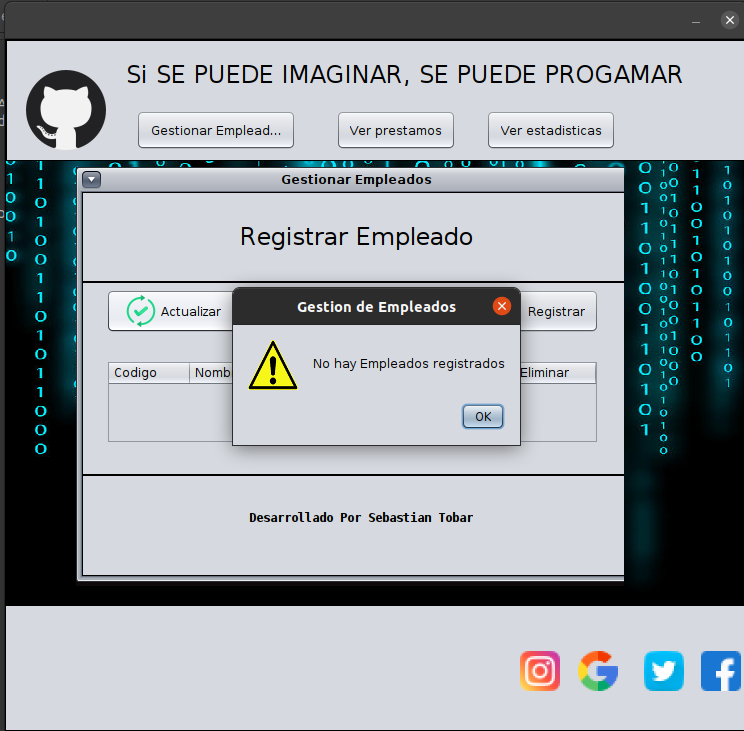 Si SE PUEDE IMAGINAR, SE PUEDE PROGAMAR
Gestionar Emplead...
Ver prestamos
Ver estadisticas
Gestionar Empleados
Registrar Empleado
Actualizar
Registrar
Gestion de Empleados
No hay Empleados registrados
OK
Codigo
Nomb
Eliminar
Desarrollado Por Sebastian Tobar